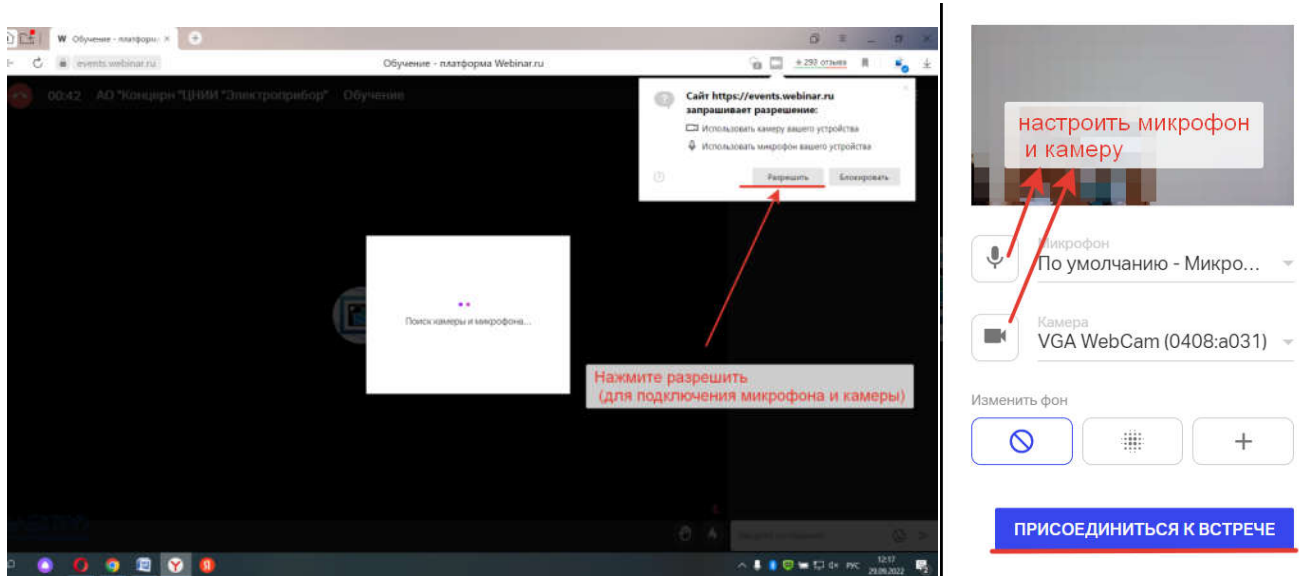 W Обучение - платформа ×
events.webinar.ru
Обучение - платформа Webinar.ru
293 отзыва
00:42 АО "Концерн "ЦНИИ "Электроприбор" Обучение
Сайт https://events.webinar.ru
запрашивает разрешение:
Использовать камеру вашего устройства
Использовать микрофон вашего устройства
Разрешить Блокировать
Поиск камеры и микрофона...
Нажмите разрешить
(для подключения микрофона и камеры)
РУС 12:17
29.09.2022
настроить микрофон
и камеру
Микрофон
По умолчанию - Микро...
Камера
VGA WebCam (0408:a031)
Изменить фон
ПРИСОЕДИНИТЬСЯ К ВСТРЕЧЕ